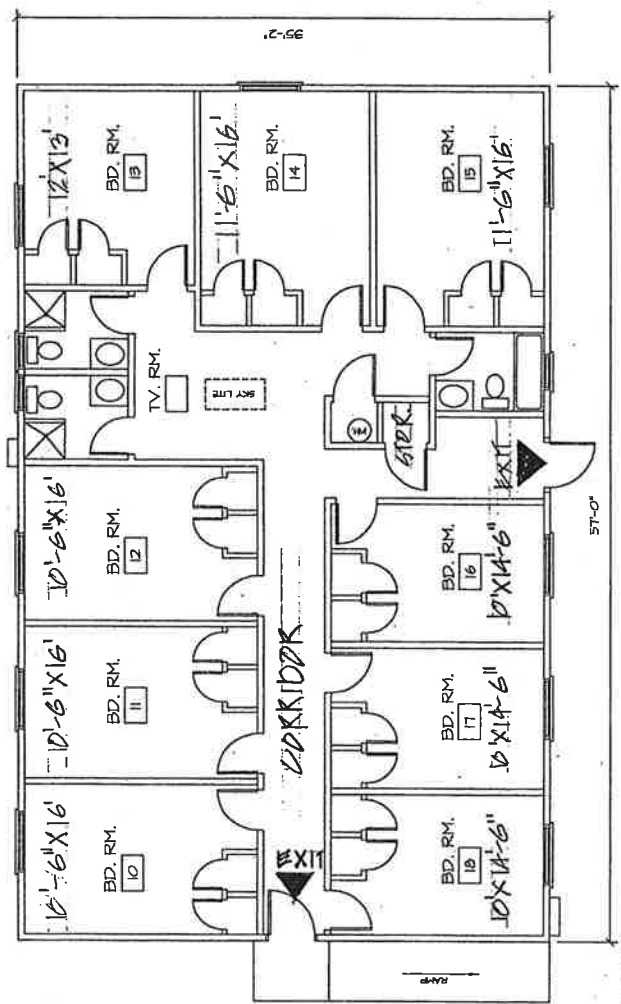 35'-2"
12'X13'
BD. RM.
13
11'-6"X16'
BD. RM.
14
BD. RM.
15
11'-6"X16'
TV. RM.
SKY LITE
STOR.
EXIT
10'-6"X16'
BD. RM.
12
10'-6"X16'
BD. RM.
11
10'-6"X16'
BD. RM.
10
CORRIDOR
BD. RM.
16
10'X14'-6"
BD. RM.
17
10'X14'-6"
BD. RM.
18
10'X14'-6"
EXIT
RAMP
57'-0"